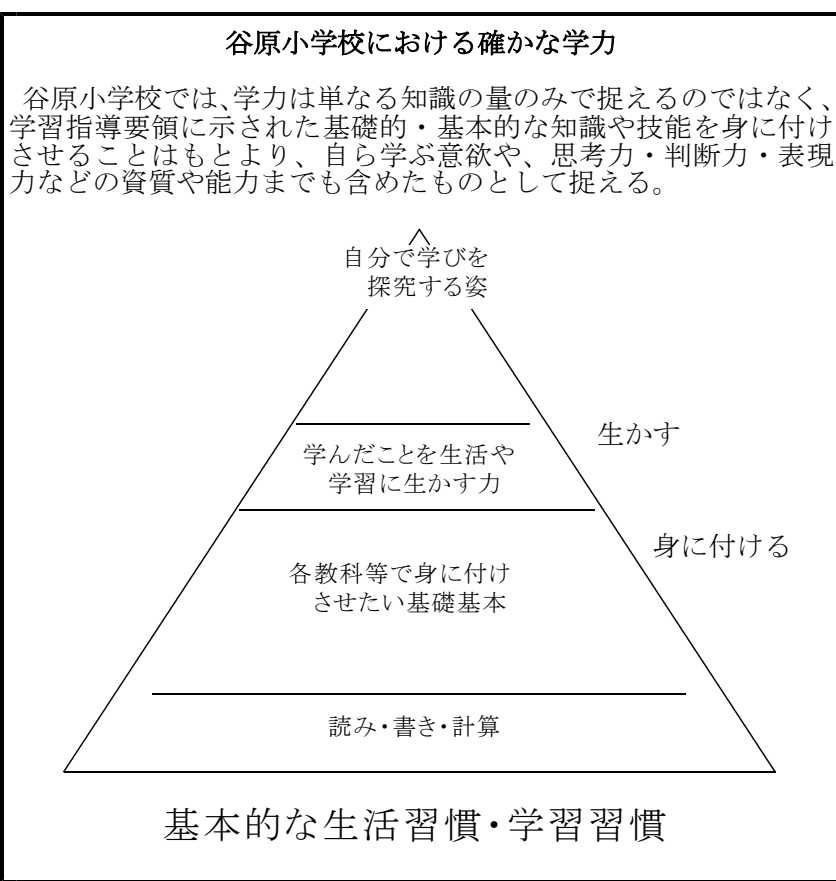 谷原小学校における確かな学力
谷原小学校では、学力は単なる知識の量のみで捉えるのではなく、
学習指導要領に示された基礎的・基本的な知識や技能を身に付け
させることはもとより、自ら学ぶ意欲や、思考力・判断力・表現
力などの資質や能力までも含めたものとして捉える。
自分で学びを
探究する姿
生かす
学んだことを生活や
学習に生かす力
身に付ける
各教科等で身に付け
させたい基礎基本
読み・書き・計算
基本的な生活習慣・学習習慣